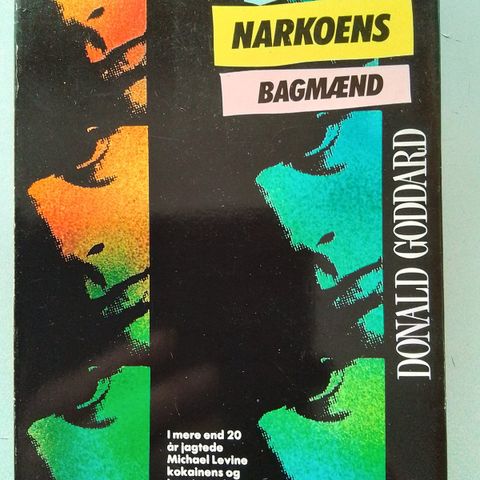 NARKOENS
BAGMÆND
DONALD GODDARD
I mere end 20
år jagtede
Michael Levine
kokainens og